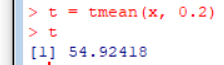 > t = tmean(x, 0.2)
> t
[1] 54.92418